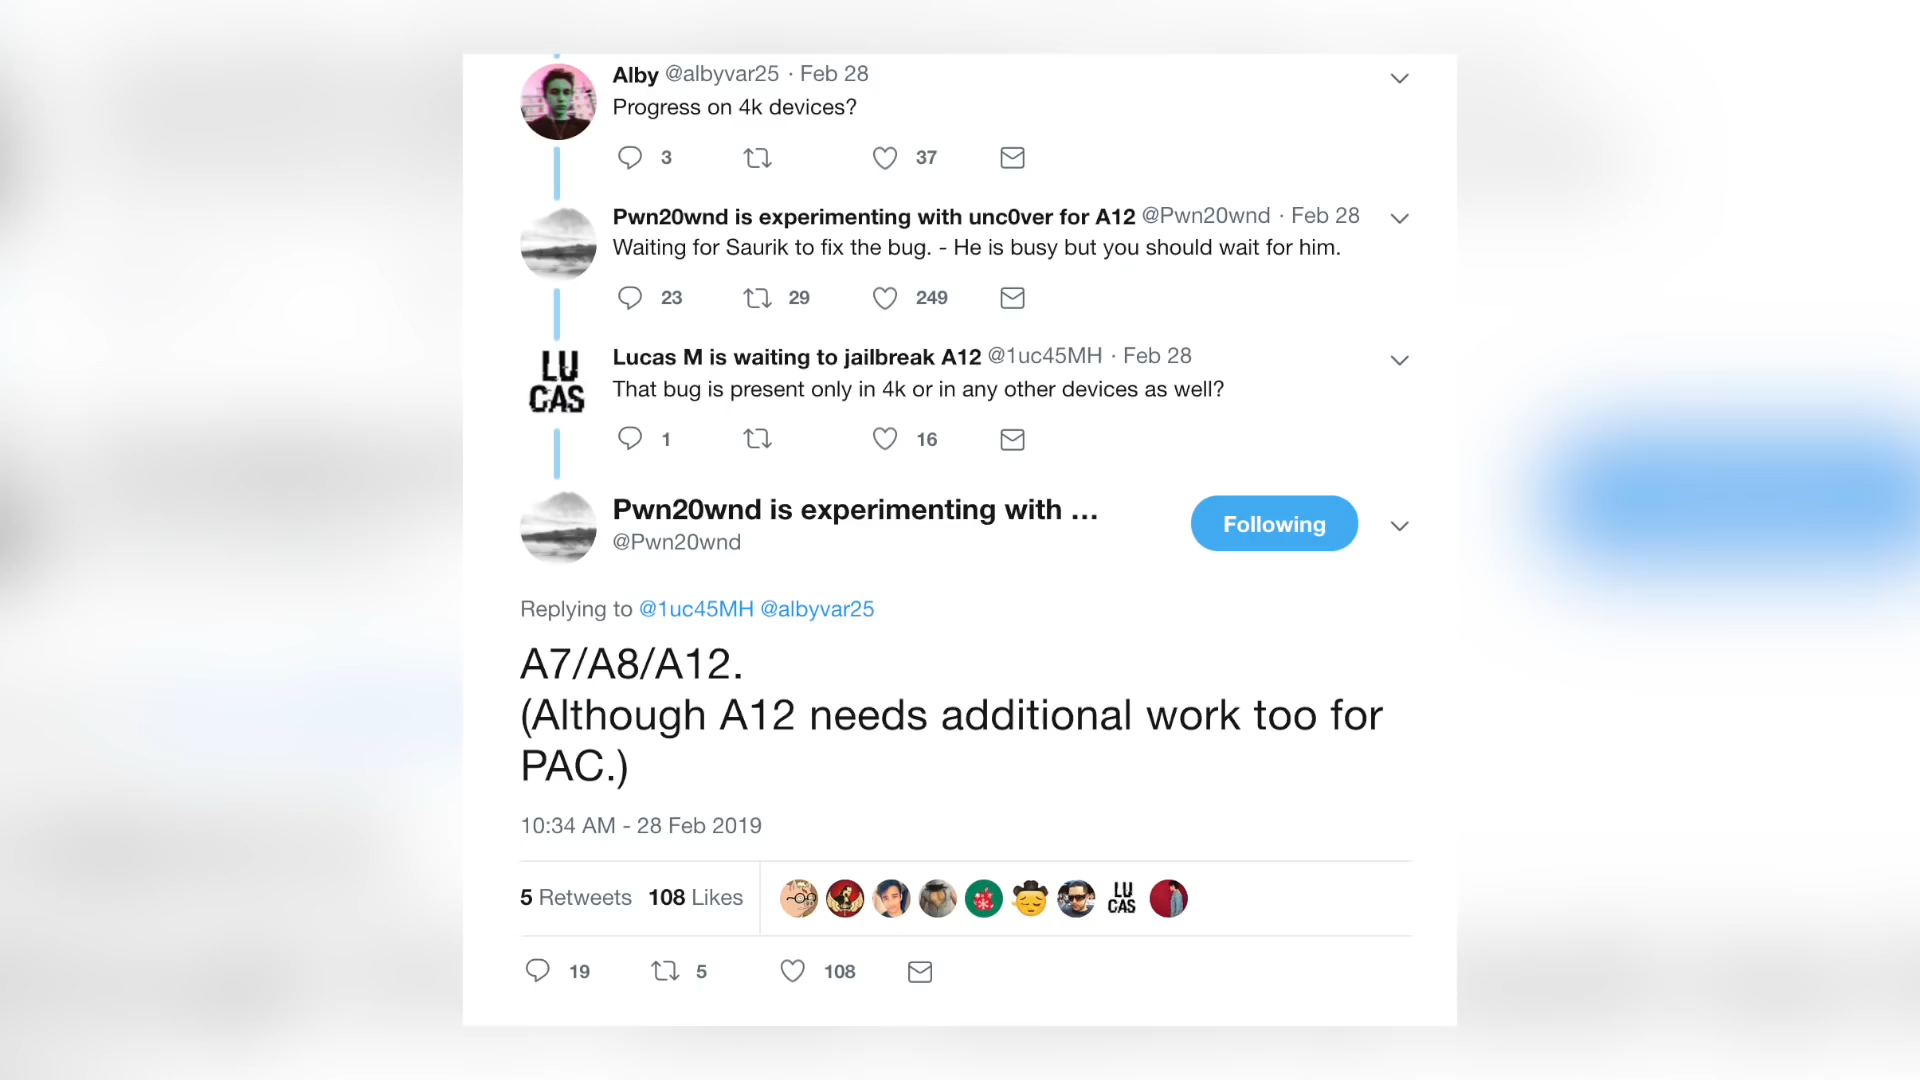 Alby @albyvar25 · Feb 28
Progress on 4k devices?
3 37
Pwn20wnd is experimenting with unc0ver for A12 @Pwn20wnd · Feb 28
Waiting for Saurik to fix the bug. - He is busy but you should wait for him.
23 29 249
LU
CAS
Lucas M is waiting to jailbreak A12 @1uc45MH · Feb 28
That bug is present only in 4k or in any other devices as well?
1 16
Pwn20wnd is experimenting with ...
Following
@Pwn20wnd
Replying to @1uc45MH @albyvar25
A7/A8/A12.
(Although A12 needs additional work too for
PAC.)
10:34 AM - 28 Feb 2019
5 Retweets 108 Likes
LU
CAS
19 5 108